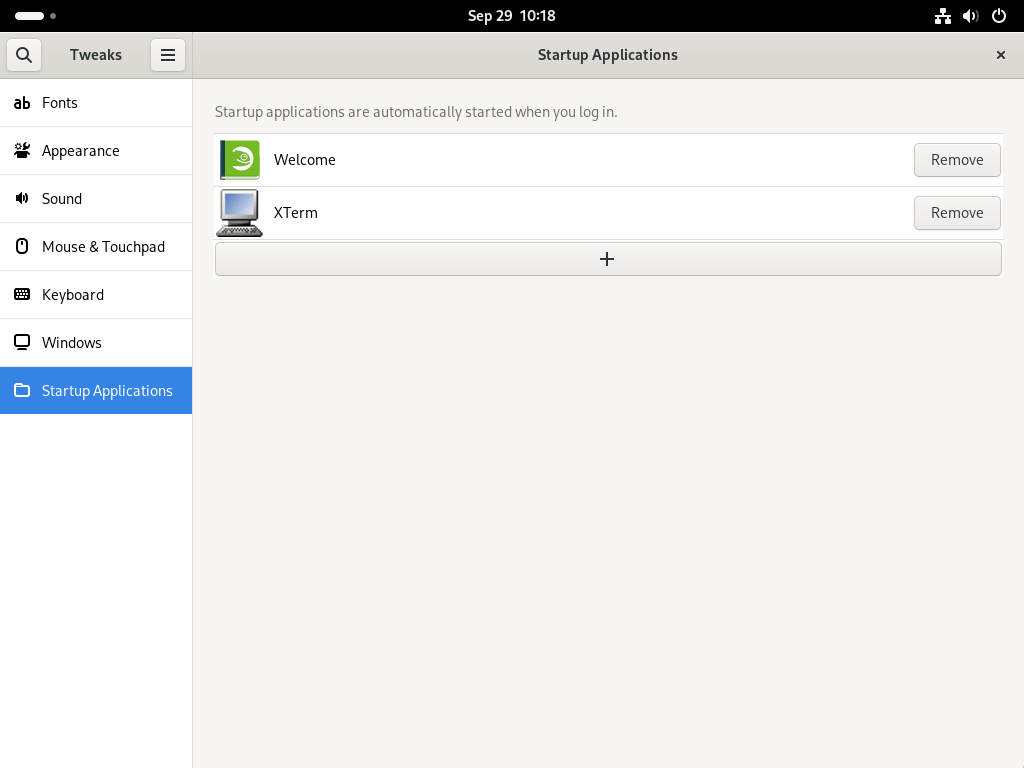 Sep 29 10:18
Tweaks
Startup Applications
ab Fonts
Appearance
Sound
Mouse & Touchpad
Keyboard
Windows
Startup Applications
Startup applications are automatically started when you log in.
Welcome Remove
XTerm Remove